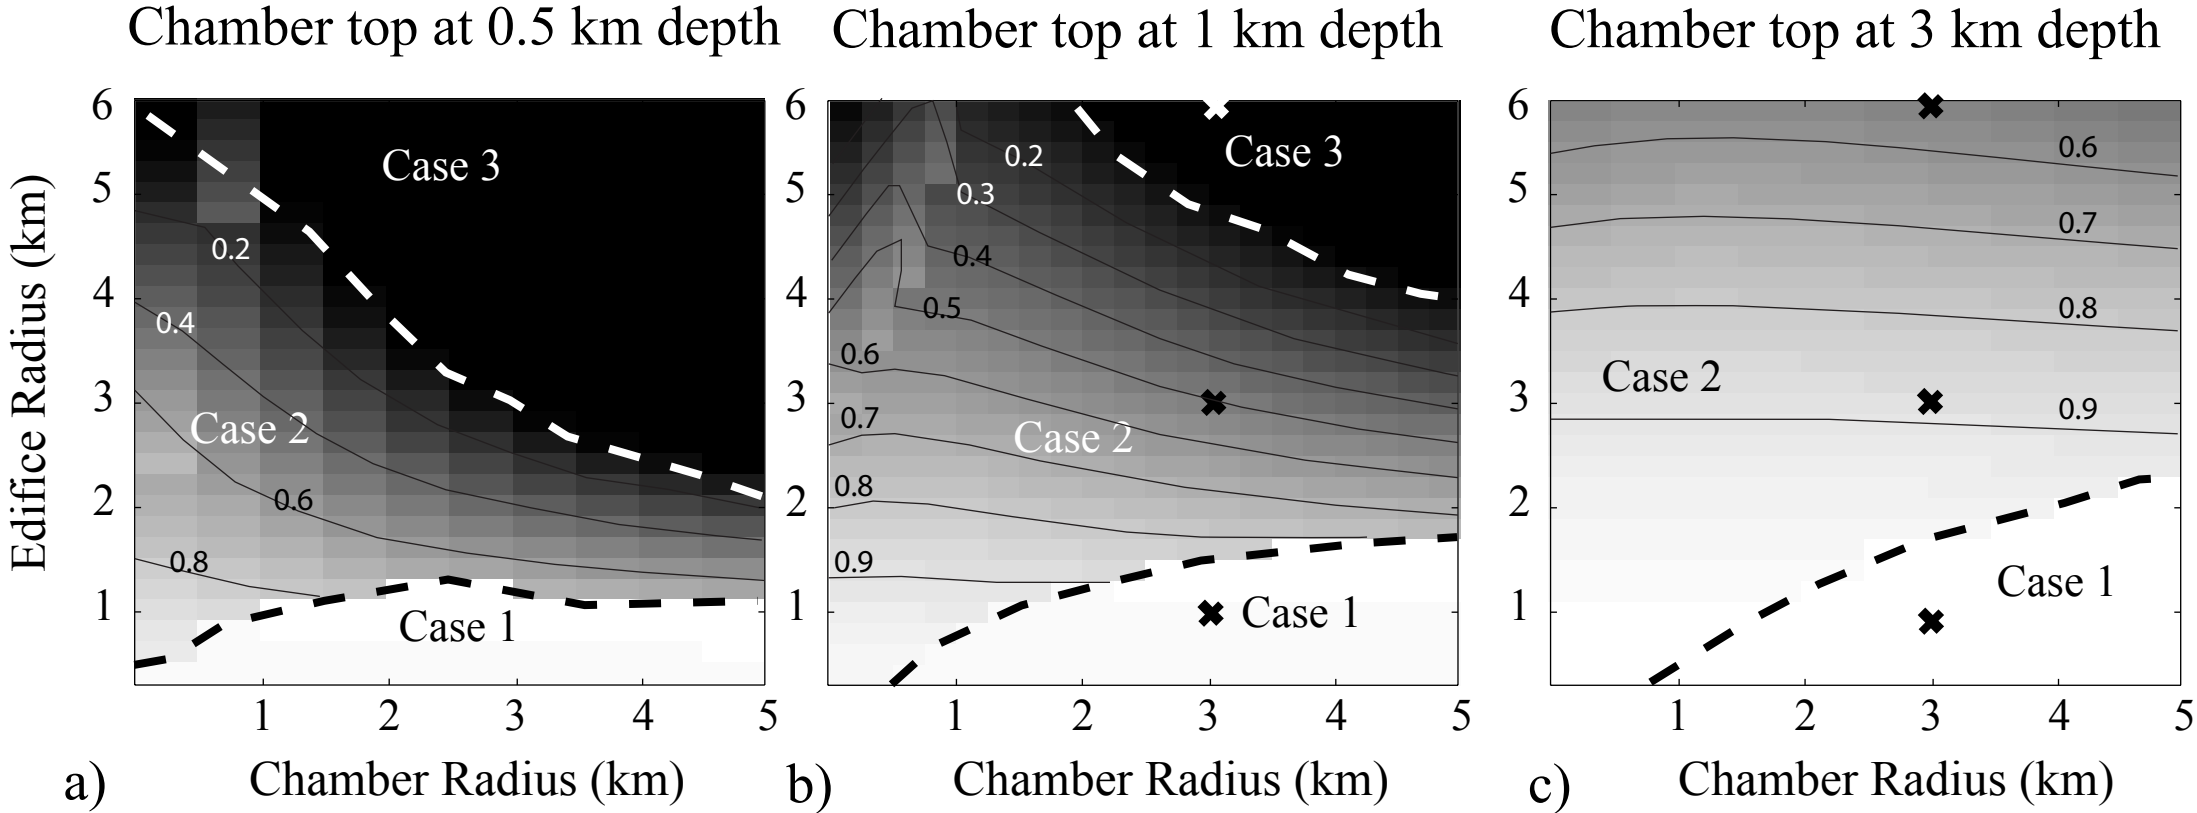 Chamber top at 0.5 km depth
Chamber top at 1 km depth
Chamber top at 3 km depth
Edifice Radius (km)
6
5
4
3
2
1
Case 3
0.2
0.4
Case 2
0.6
0.8
Case 1
1
2
3
4
5
a)
Chamber Radius (km)
6
5
4
3
2
1
0.2
Case 3
0.3
0.4
0.5
0.6
0.7
Case 2
0.8
0.9
Case 1
1
2
3
4
5
b)
Chamber Radius (km)
6
5
4
3
2
1
0.6
0.7
0.8
Case 2
0.9
Case 1
1
2
3
4
5
c)
Chamber Radius (km)